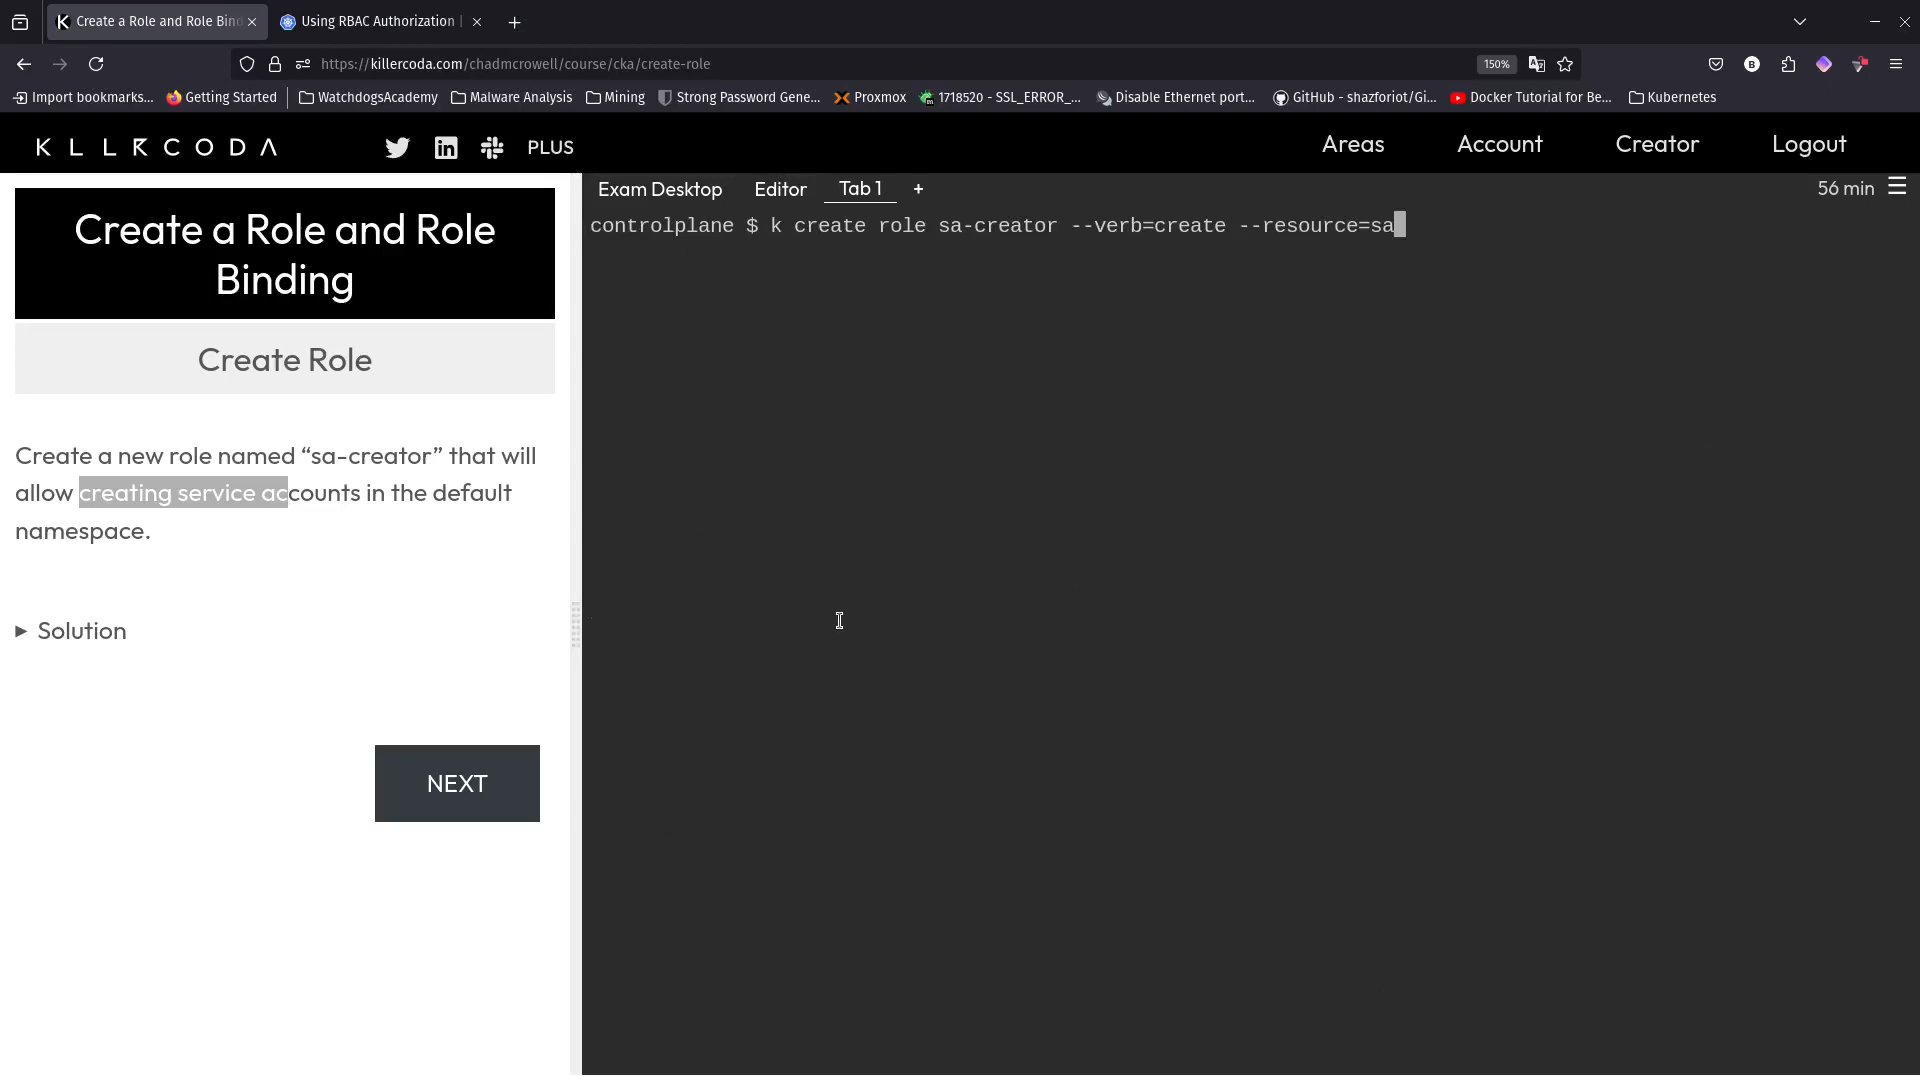 Create a Role and Role Bind
Using RBAC Authorization |
https://killercoda.com/chadmcrowell/course/cka/create-role
150%
Import bookmarks...
Getting Started
WatchdogsAcademy
Malware Analysis
Mining
Strong Password Gene...
Proxmox
1718520 - SSL_ERROR_...
Disable Ethernet port...
GitHub - shazforiot/Gi...
Docker Tutorial for Be...
Kubernetes
KLLRCODA
PLUS
Areas
Account
Creator
Logout
Create a Role and Role
Binding
Create Role
Create a new role named “sa-creator” that will
allow creating service accounts in the default
namespace.
Solution
NEXT
Exam Desktop
Editor
Tab 1
+
56 min
controlplane $ k create role sa-creator --verb=create --resource=sa